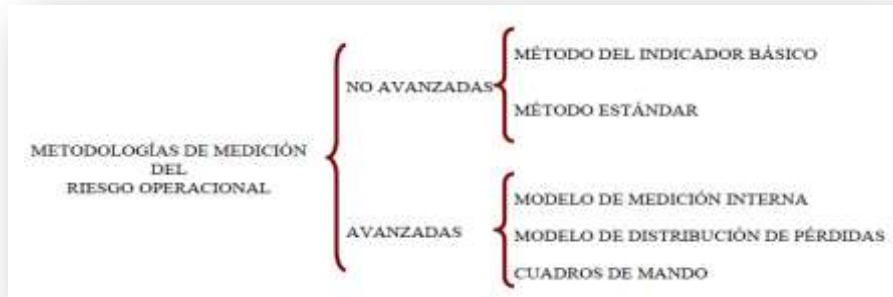 METODOLOGÍAS DE MEDICIÓN
DEL
RIESGO OPERACIONAL
NO AVANZADAS
MÉTODO DEL INDICADOR BÁSICO
MÉTODO ESTÁNDAR
AVANZADAS
MODELO DE MEDICIÓN INTERNA
MODELO DE DISTRIBUCIÓN DE PÉRDIDAS
CUADROS DE MANDO